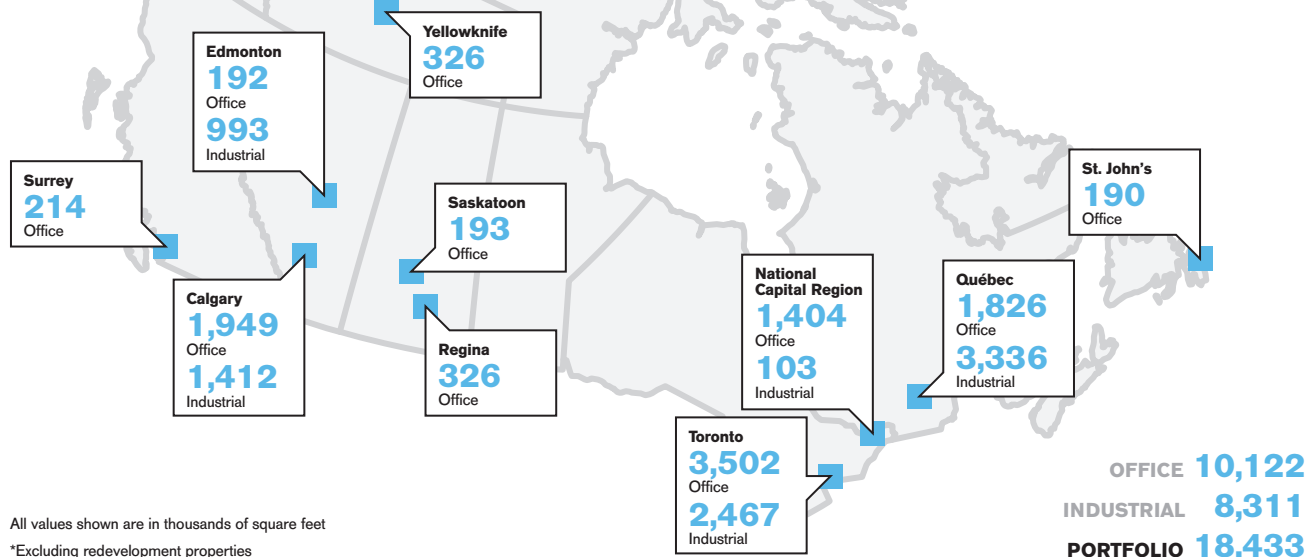 Yellowknife
326
Office
Edmonton
192
Office
993
Industrial
Surrey
214
Office
Saskatoon
193
Office
St. John's
190
Office
Calgary
1,949
Office
1,412
Industrial
Regina
326
Office
National
Capital Region
1,404
Office
103
Industrial
Québec
1,826
Office
3,336
Industrial
Toronto
3,502
Office
2,467
Industrial
OFFICE 10,122
INDUSTRIAL 8,311
PORTFOLIO 18,433
All values shown are in thousands of square feet
*Excluding redevelopment properties